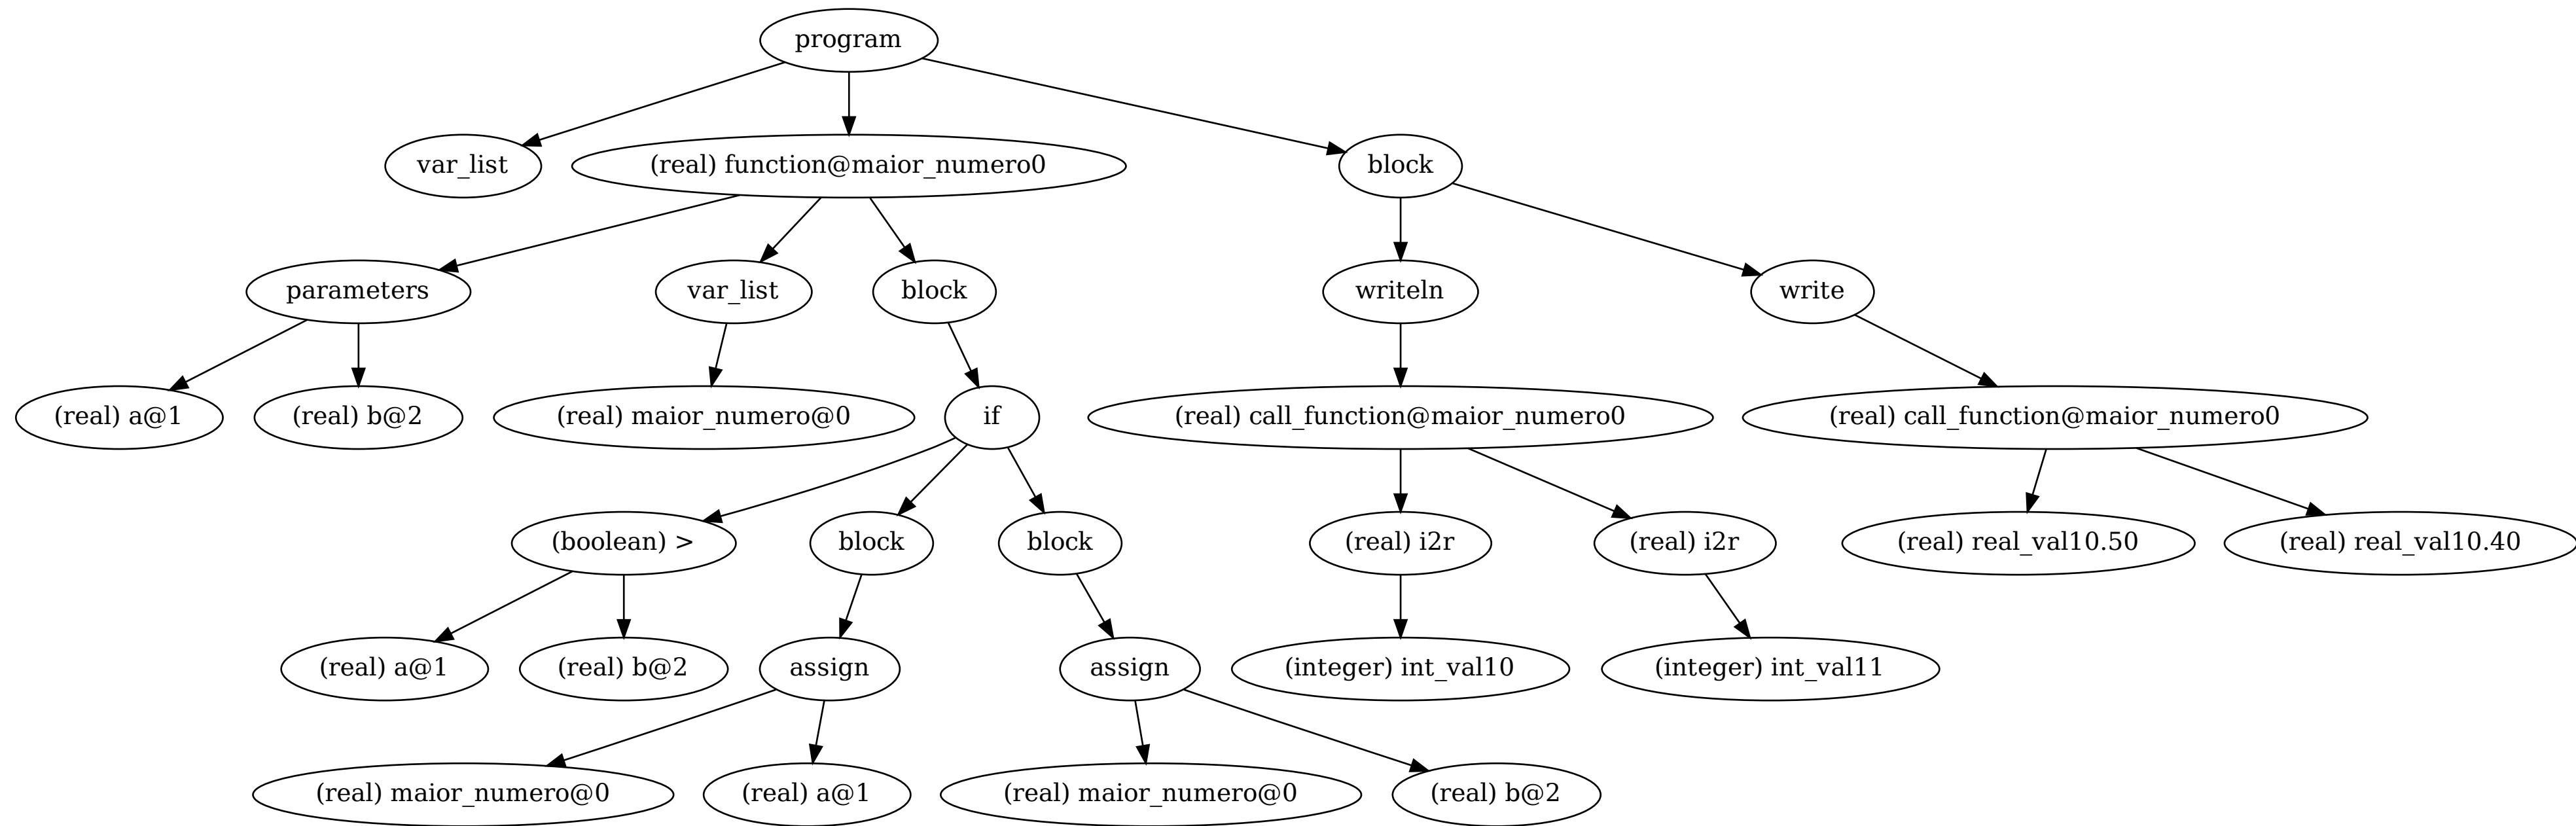 program
var_list
(real) function@maior_numero0
block
parameters
var_list
block
writeln
write
(real) a@1
(real) b@2
(real) maior_numero@0
if
(real) call_function@maior_numero0
(real) call_function@maior_numero0
(boolean) >
block
block
(real) i2r
(real) i2r
(real) real_val10.50
(real) real_val10.40
(real) a@1
(real) b@2
assign
assign
(integer) int_val10
(integer) int_val11
(real) maior_numero@0
(real) a@1
(real) maior_numero@0
(real) b@2